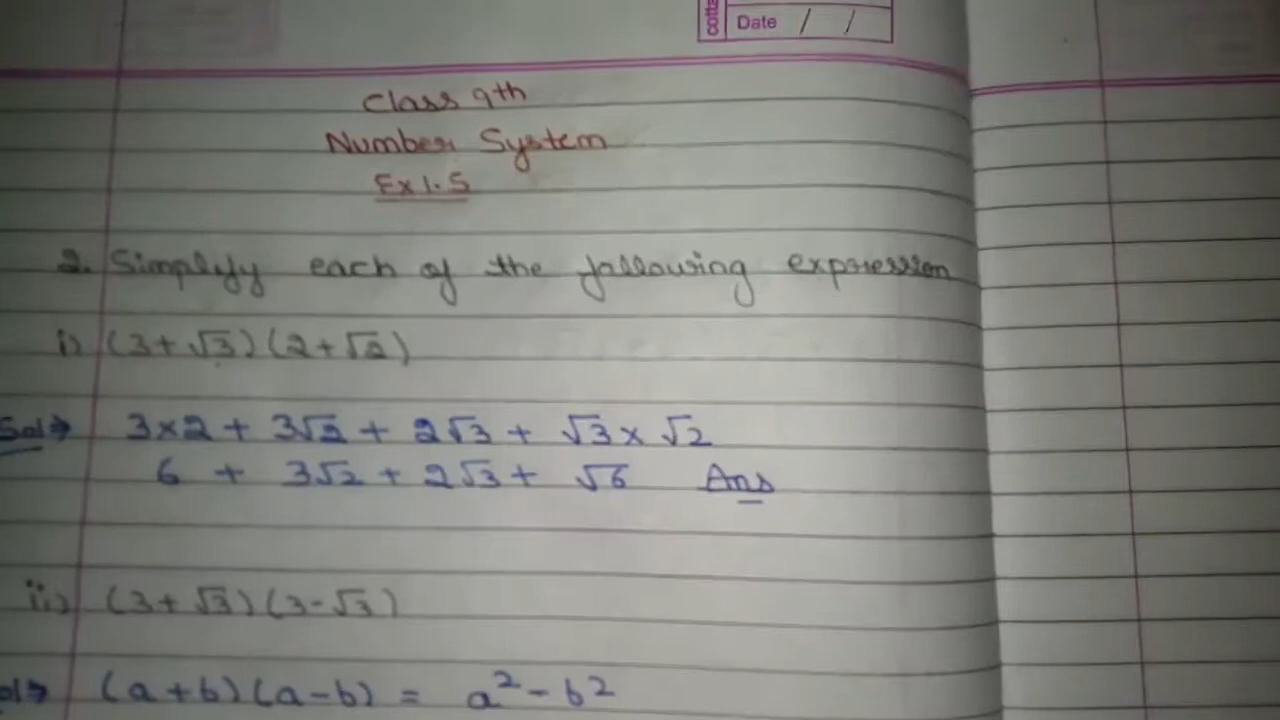 Date / /
Class 9th
Number System
Ex 1.5
2. Simplify each of the following expression
i) (3+√3)(2+√2)
Sol⇒ 3×2 + 3√2 + 2√3 + √3 × √2
6 + 3√2 + 2√3 + √6 Ans
ii) (3+√3)(3-√3)
(a+b)(a-b) = a²-b²